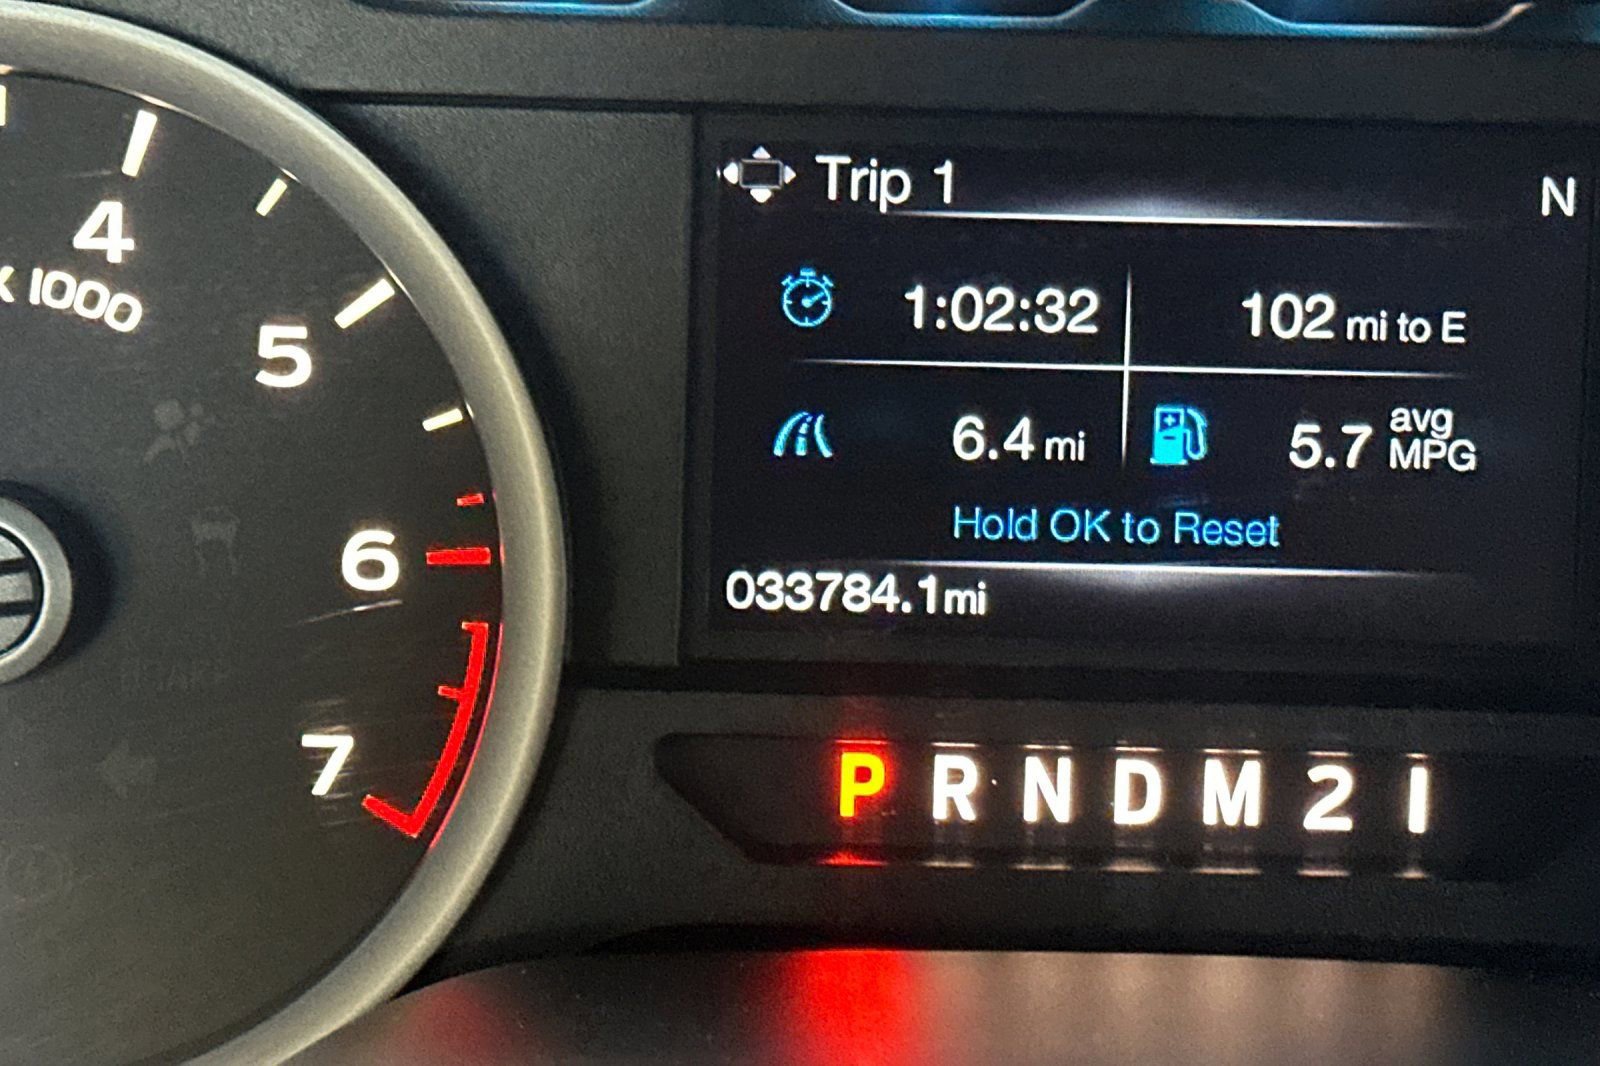 4
X 1000
5
6
7
Trip 1
N
1:02:32
102 mi to E
6.4 mi
5.7 avg MPG
Hold OK to Reset
033784.1mi
P R N D M 2 1